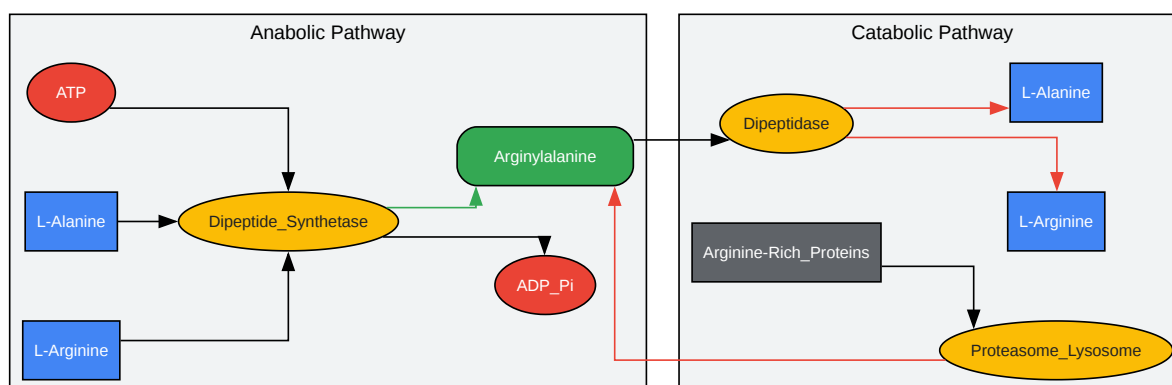 Anabolic Pathway
ATP
L-Alanine
Dipeptide_Synthetase
L-Arginine
Arginylalanine
ADP_Pi
Catabolic Pathway
Dipeptidase
L-Alanine
L-Arginine
Arginine-Rich_Proteins
Proteasome_Lysosome